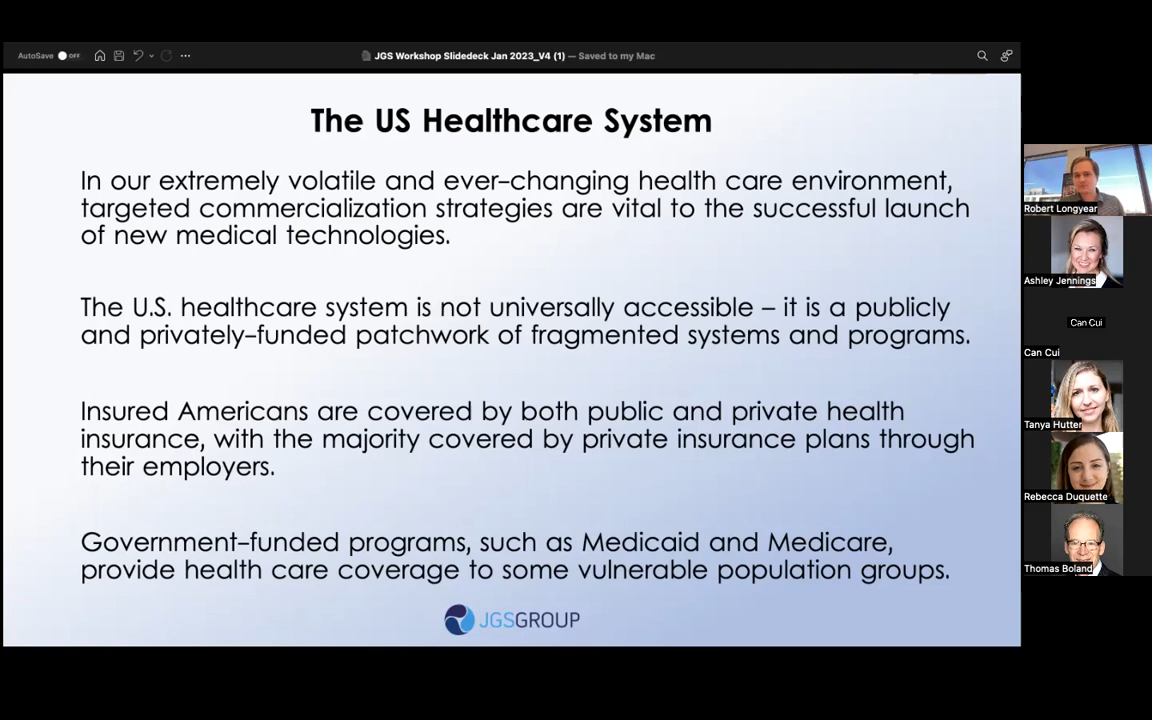 AutoSave OFF
JGS Workshop Slidedeck Jan 2023_V4 (1) — Saved to my Mac
The US Healthcare System
In our extremely volatile and ever-changing health care environment,
targeted commercialization strategies are vital to the successful launch
of new medical technologies.
The U.S. healthcare system is not universally accessible – it is a publicly
and privately-funded patchwork of fragmented systems and programs.
Insured Americans are covered by both public and private health
insurance, with the majority covered by private insurance plans through
their employers.
Government-funded programs, such as Medicaid and Medicare,
provide health care coverage to some vulnerable population groups.
JGSGROUP
Robert Longyear
Ashley Jennings
Can Cui
Can Cui
Tanya Hutter
Rebecca Duquette
Thomas Boland